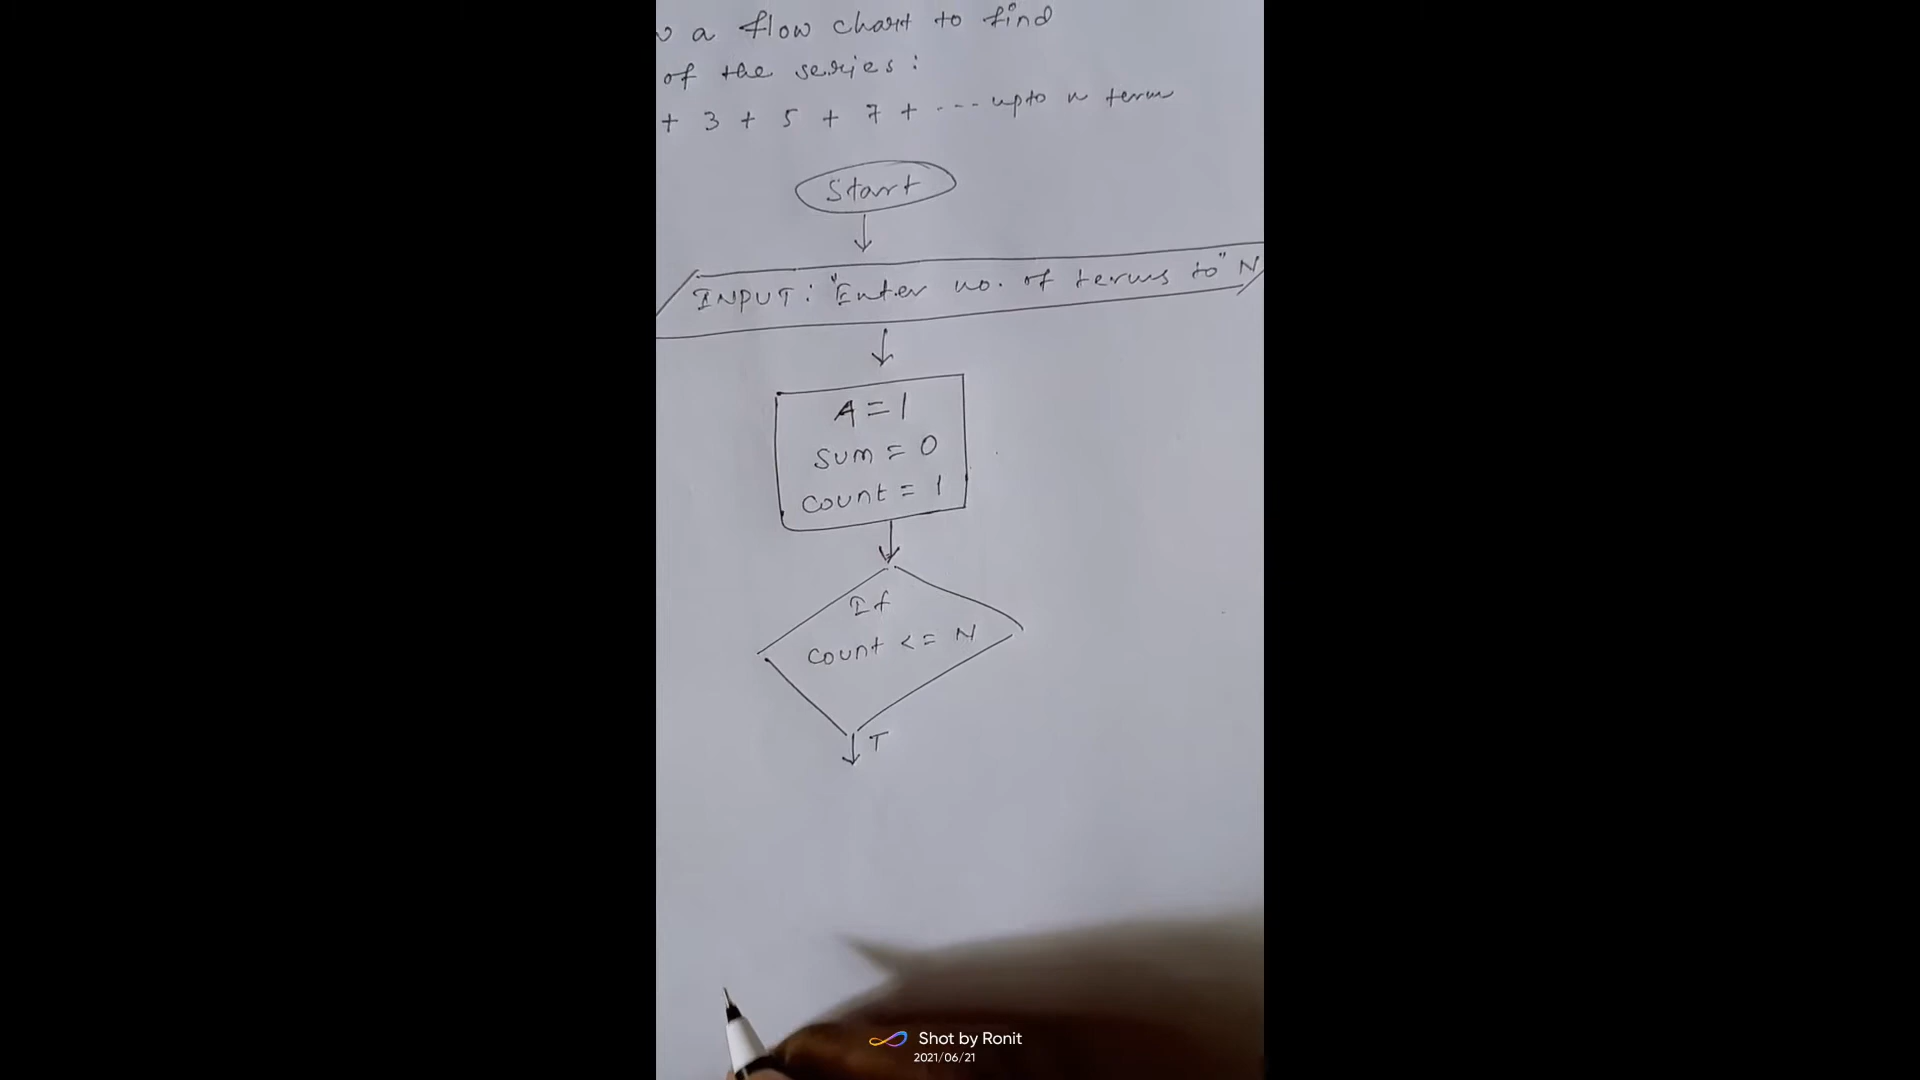 a flow chart to find
of the series:
+ 3 + 5 + 7 + ---- upto n term
Start
INPUT: "Enter no. of terms to" N
A = 1
sum = 0
count = 1
If
count <= N
T
Shot by Ronit
2021/06/21